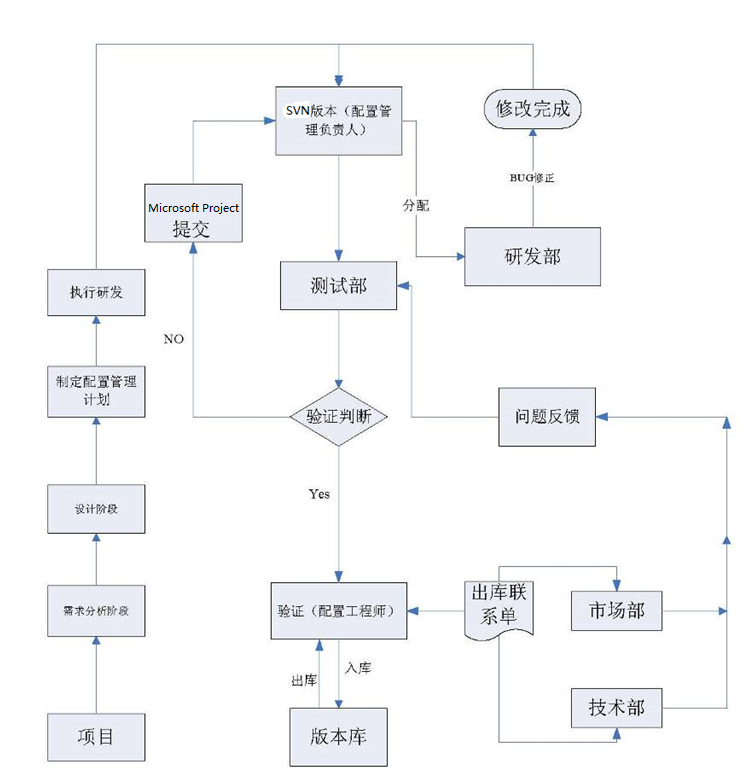 SVN版本（配置管
理负责人）
修改完成
BUG修正
Microsoft Project
提交
分配
研发部
执行研发
测试部
NO
制定配置管理
计划
验证判断
问题反馈
Yes
设计阶段
需求分析阶段
验证（配置工程师）
出库联
系单
市场部
出库
入库
项目
版本库
技术部